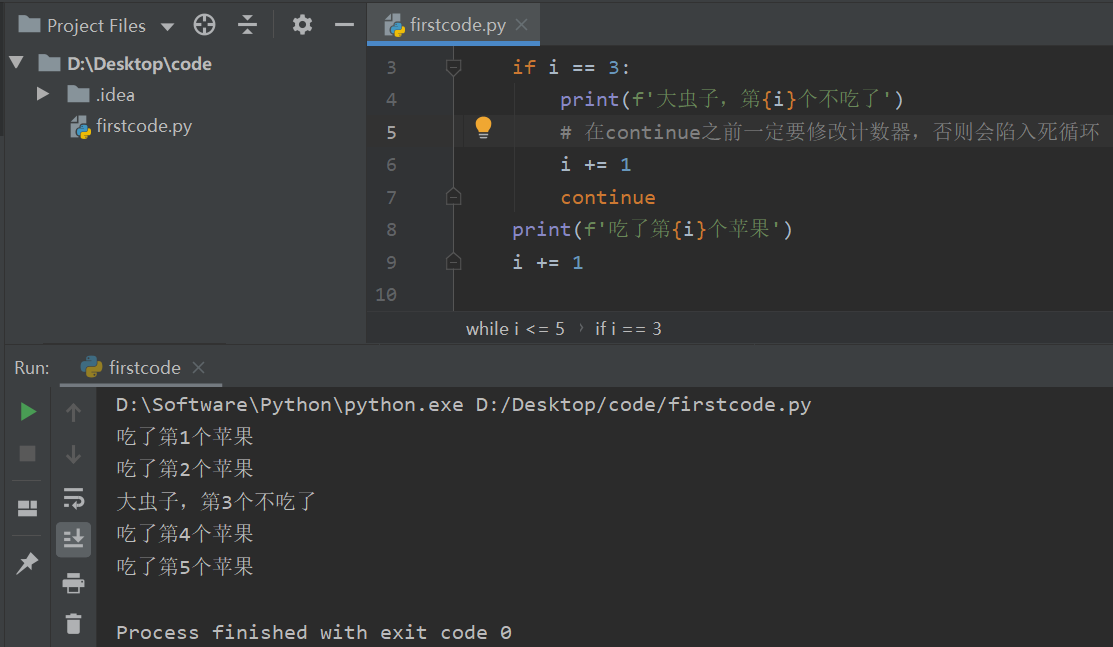 Project Files
firstcode.py
D:\Desktop\code
.idea
firstcode.py
3 if i == 3:
4 print(f'大虫子，第{i}个不吃了')
5 # 在continue之前一定要修改计数器，否则会陷入死循环
6 i += 1
7 continue
8 print(f'吃了第{i}个苹果')
9 i += 1
10
while i <= 5 › if i == 3
Run: firstcode
D:\Software\Python\python.exe D:/Desktop/code/firstcode.py
吃了第1个苹果
吃了第2个苹果
大虫子，第3个不吃了
吃了第4个苹果
吃了第5个苹果
Process finished with exit code 0